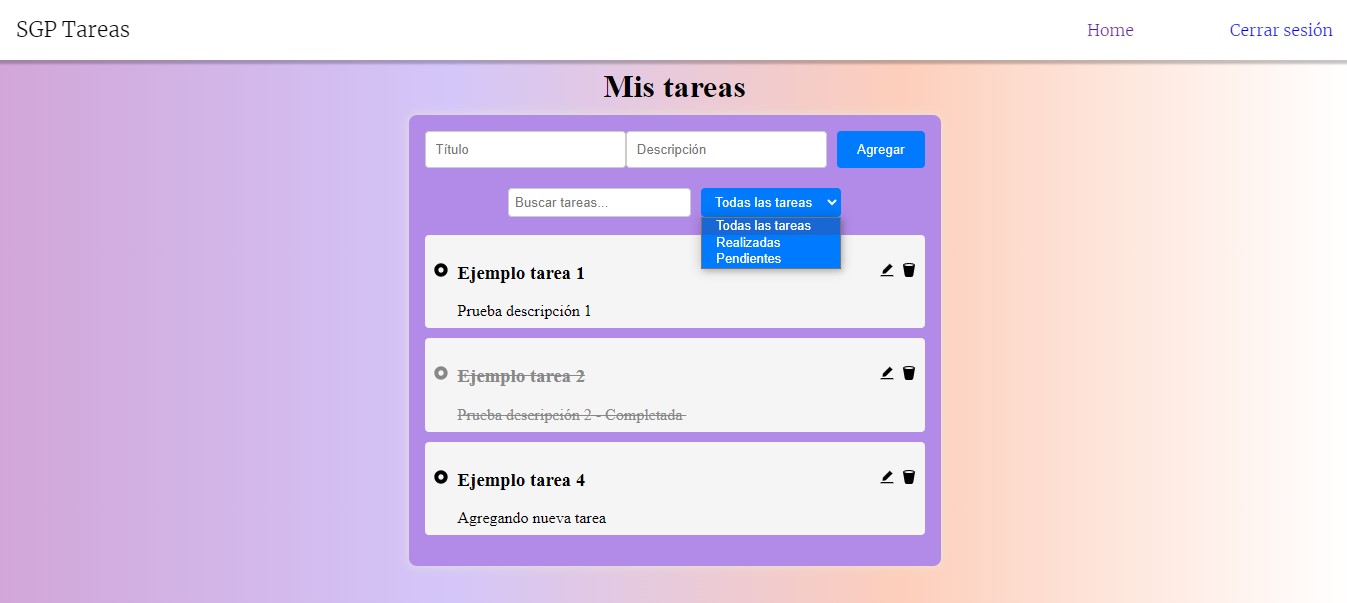 SGP Tareas
Home
Cerrar sesión
Mis tareas
Título
Descripción
Agregar
Buscar tareas...
Todas las tareas
Todas las tareas
Realizadas
Pendientes
Ejemplo tarea 1
Prueba descripción 1
Ejemplo tarea 2
Prueba descripción 2 - Completada
Ejemplo tarea 4
Agregando nueva tarea